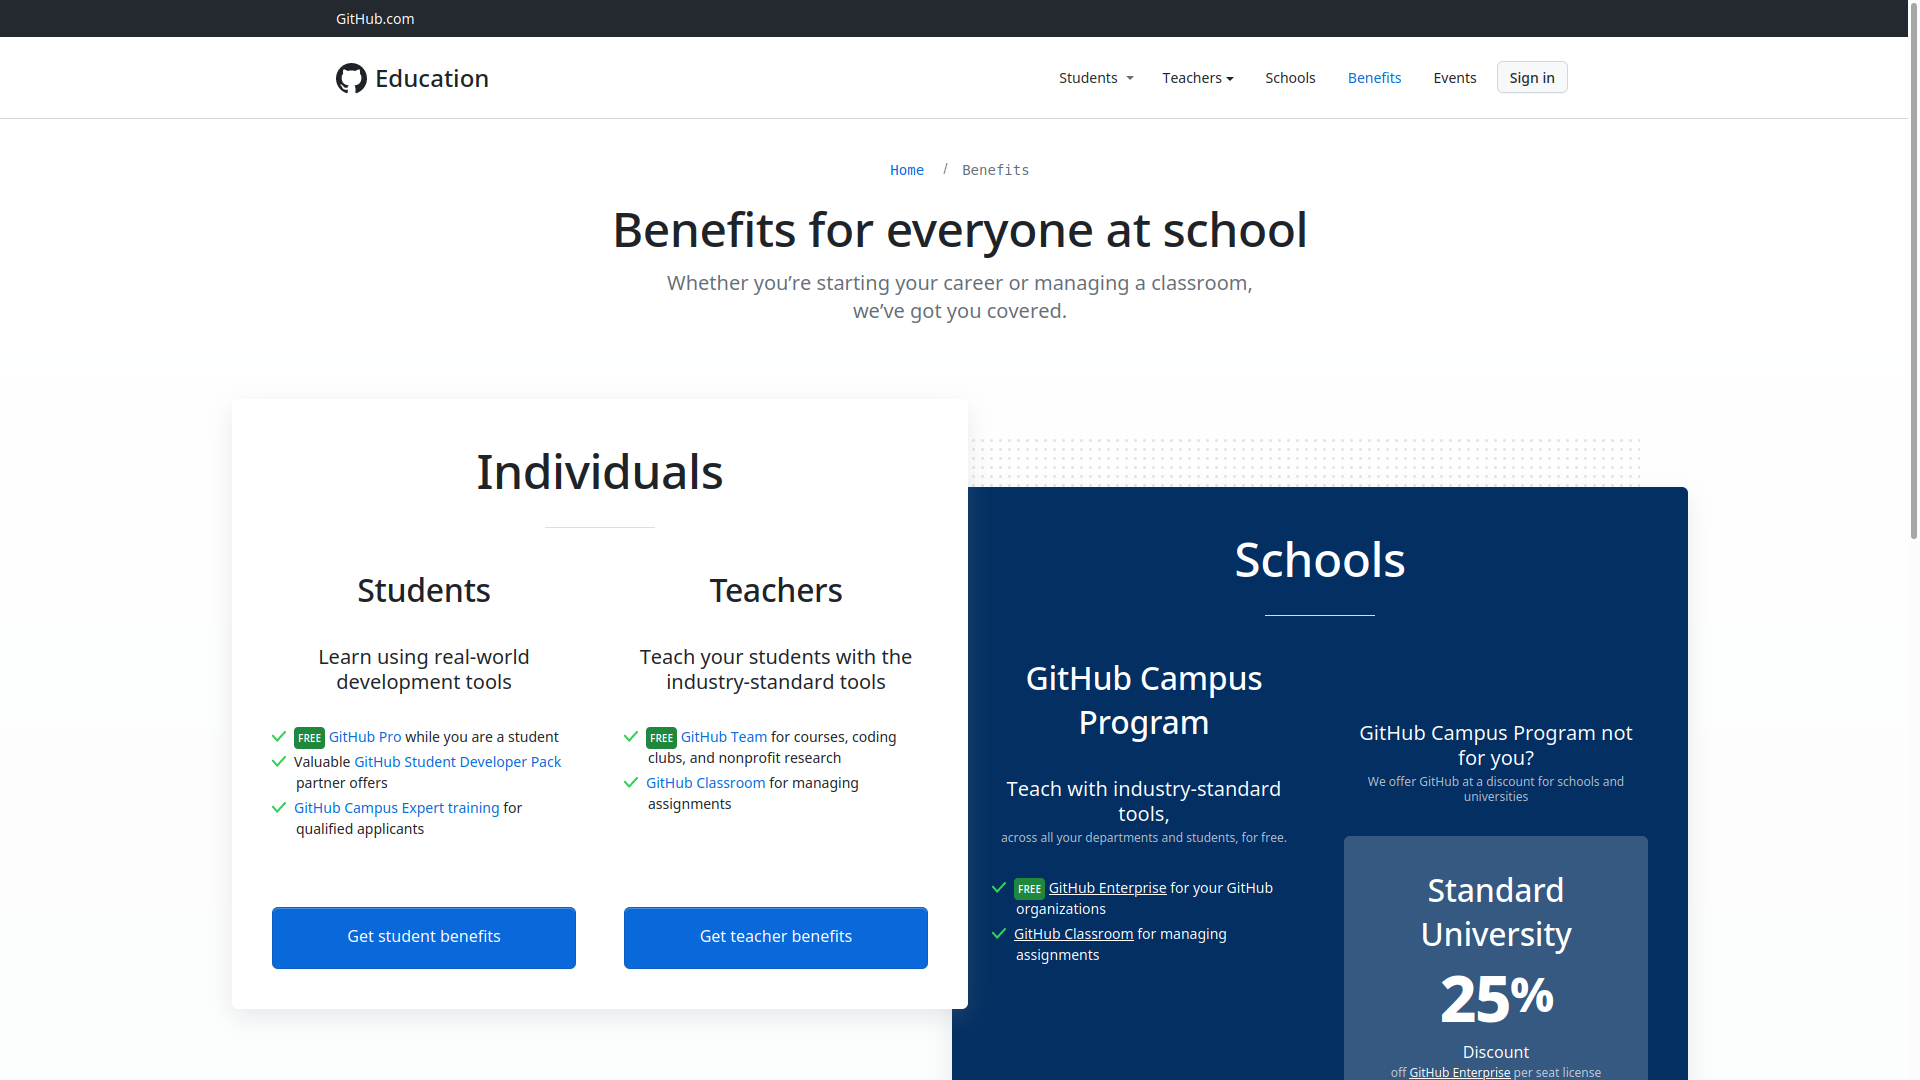 GitHub.com
Education
Students
Teachers
Schools
Benefits
Events
Sign in
Home / Benefits
Benefits for everyone at school
Whether you’re starting your career or managing a classroom,
we’ve got you covered.
Individuals
Students
Learn using real-world
development tools
FREE GitHub Pro while you are a student
Valuable GitHub Student Developer Pack
partner offers
GitHub Campus Expert training for
qualified applicants
Get student benefits
Teachers
Teach your students with the
industry-standard tools
FREE GitHub Team for courses, coding
clubs, and nonprofit research
GitHub Classroom for managing
assignments
Get teacher benefits
Schools
GitHub Campus
Program
Teach with industry-standard
tools,
across all your departments and students, for free.
FREE GitHub Enterprise for your GitHub
organizations
GitHub Classroom for managing
assignments
GitHub Campus Program not
for you?
We offer GitHub at a discount for schools and
universities
Standard
University
25%
Discount
off GitHub Enterprise per seat license